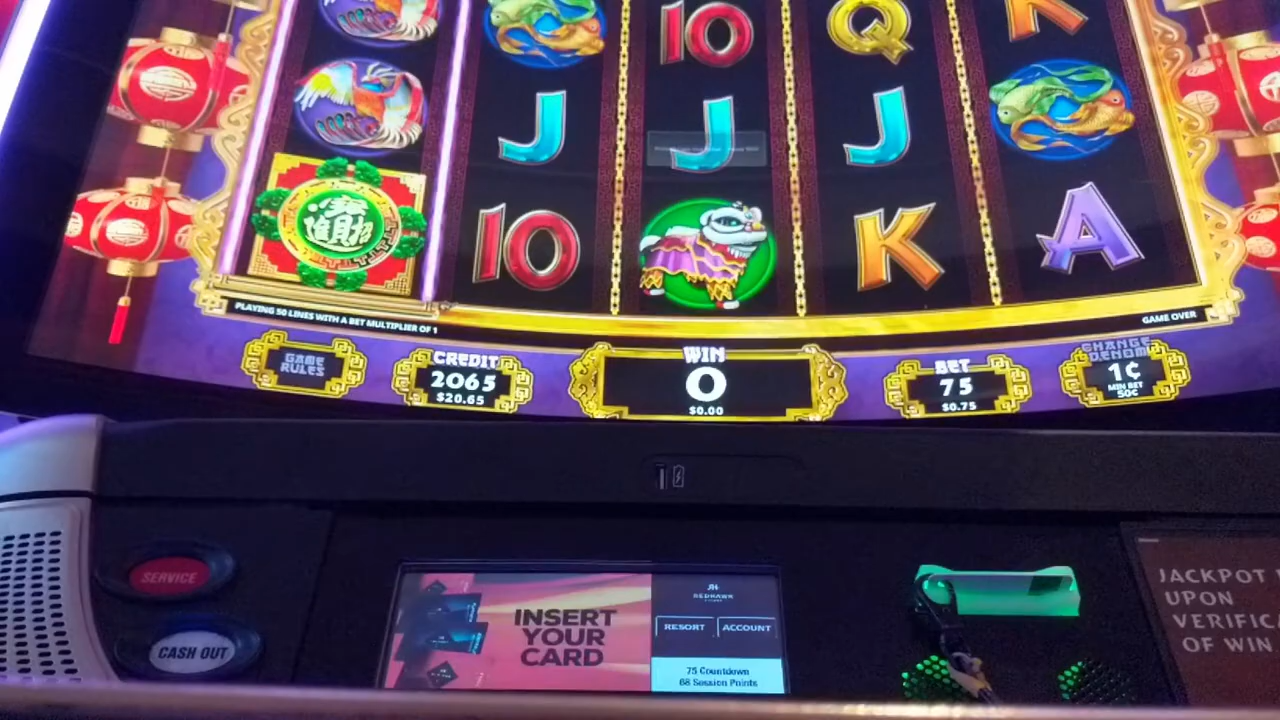 10
Q
K
J
J
J
10
K
A
PLAYING 50 LINES WITH A BET MULTIPLIER OF 1
GAME OVER
GAME
RULES
CREDIT
2065
$20.65
WIN
0
$0.00
BET
75
$0.75
CHANGE
DENOM
1¢
MIN BET
50¢
SERVICE
CASH OUT
INSERT
YOUR
CARD
REDHAWK
RESORT
ACCOUNT
75 Countdown
68 Session Points
JACKPOT
UPON
OF WIN